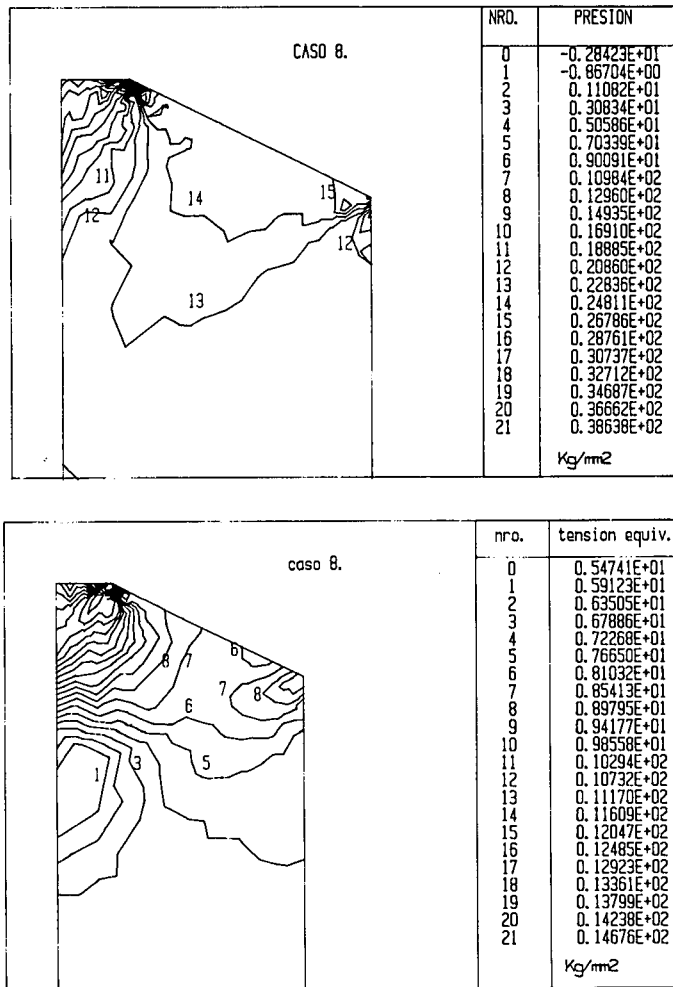 CASO 8.
11
12
14
13
15
12
NRO. PRESION
0 -0.28423E+01
1 -0.86704E+00
2 0.11082E+01
3 0.30834E+01
4 0.50586E+01
5 0.70339E+01
6 0.90091E+01
7 0.10984E+02
8 0.12960E+02
9 0.14935E+02
10 0.16910E+02
11 0.18885E+02
12 0.20860E+02
13 0.22836E+02
14 0.24811E+02
15 0.26786E+02
16 0.28761E+02
17 0.30737E+02
18 0.32712E+02
19 0.34687E+02
20 0.36662E+02
21 0.38638E+02
Kg/mm2
caso 8.
8
7
6
7
8
6
5
1
3
nro. tension equiv.
0 0.54741E+01
1 0.59123E+01
2 0.63505E+01
3 0.67886E+01
4 0.72268E+01
5 0.76650E+01
6 0.81032E+01
7 0.85413E+01
8 0.89795E+01
9 0.94177E+01
10 0.98558E+01
11 0.10294E+02
12 0.10732E+02
13 0.11170E+02
14 0.11609E+02
15 0.12047E+02
16 0.12485E+02
17 0.12923E+02
18 0.13361E+02
19 0.13799E+02
20 0.14238E+02
21 0.14676E+02
Kg/mm2